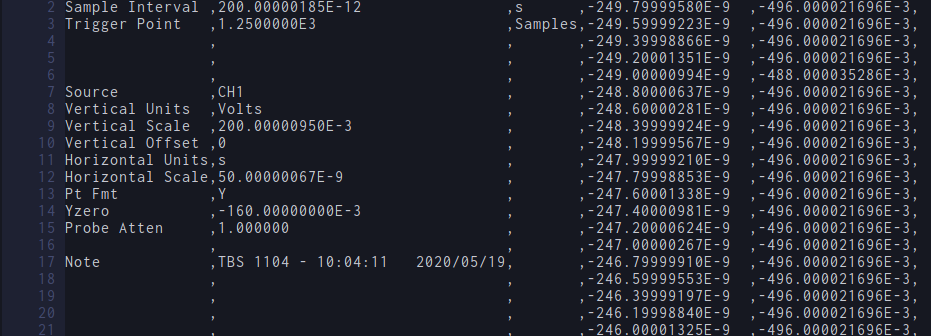 2 Sample Interval ,200.00000185E-12 ,s ,-249.79999580E-9 ,-496.000021696E-3,
3 Trigger Point ,1.2500000E3 ,Samples,-249.59999223E-9 ,-496.000021696E-3,
4 , , ,-249.39998866E-9 ,-496.000021696E-3,
5 , , ,-249.20001351E-9 ,-496.000021696E-3,
6 , , ,-249.00000994E-9 ,-488.000035286E-3,
7 Source ,CH1 , ,-248.80000637E-9 ,-496.000021696E-3,
8 Vertical Units ,Volts , ,-248.60000281E-9 ,-496.000021696E-3,
9 Vertical Scale ,200.00000950E-3 , ,-248.39999924E-9 ,-496.000021696E-3,
10 Vertical Offset ,0 , ,-248.19999567E-9 ,-496.000021696E-3,
11 Horizontal Units,s , ,-247.99999210E-9 ,-496.000021696E-3,
12 Horizontal Scale,50.00000067E-9 , ,-247.79998853E-9 ,-496.000021696E-3,
13 Pt Fmt ,Y , ,-247.60001338E-9 ,-496.000021696E-3,
14 Yzero ,-160.00000000E-3 , ,-247.40000981E-9 ,-496.000021696E-3,
15 Probe Atten ,1.000000 , ,-247.20000624E-9 ,-496.000021696E-3,
16 , , ,-247.00000267E-9 ,-496.000021696E-3,
17 Note ,TBS 1104 - 10:04:11 2020/05/19, ,-246.79999910E-9 ,-496.000021696E-3,
18 , , ,-246.59999553E-9 ,-496.000021696E-3,
19 , , ,-246.39999197E-9 ,-496.000021696E-3,
20 , , ,-246.19998840E-9 ,-496.000021696E-3,
21 , , ,-246.00001325E-9 ,-496.000021696E-3,